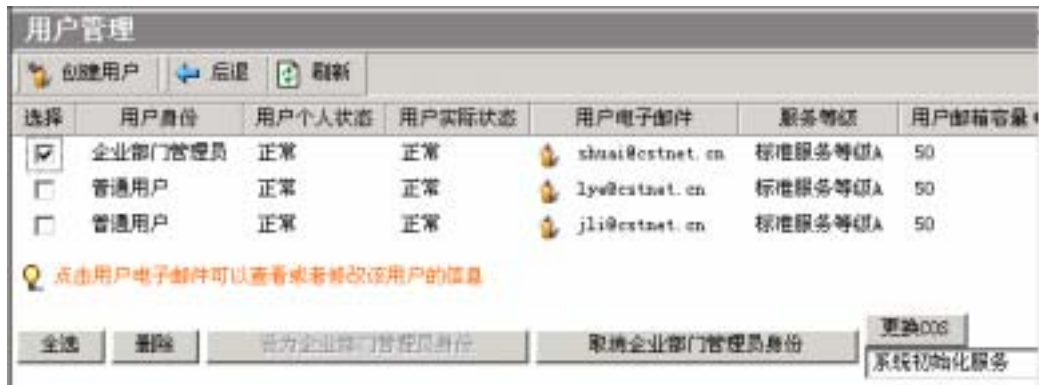 用户管理
创建用户 后退 刷新
选择 用户身份 用户个人状态 用户实际状态 用户电子邮件 服务等级 用户邮箱容量
企业部门管理员 正常 正常 shuai@cstnet.cn 标准服务等级A 50
普通用户 正常 正常 lye@cstnet.cn 标准服务等级A 50
普通用户 正常 正常 jli@cstnet.cn 标准服务等级A 50
点击用户电子邮件可以查看或者修改该用户的信息
全选 删除 设为企业部门管理员身份 取消企业部门管理员身份 更换COS
系统初始化服务